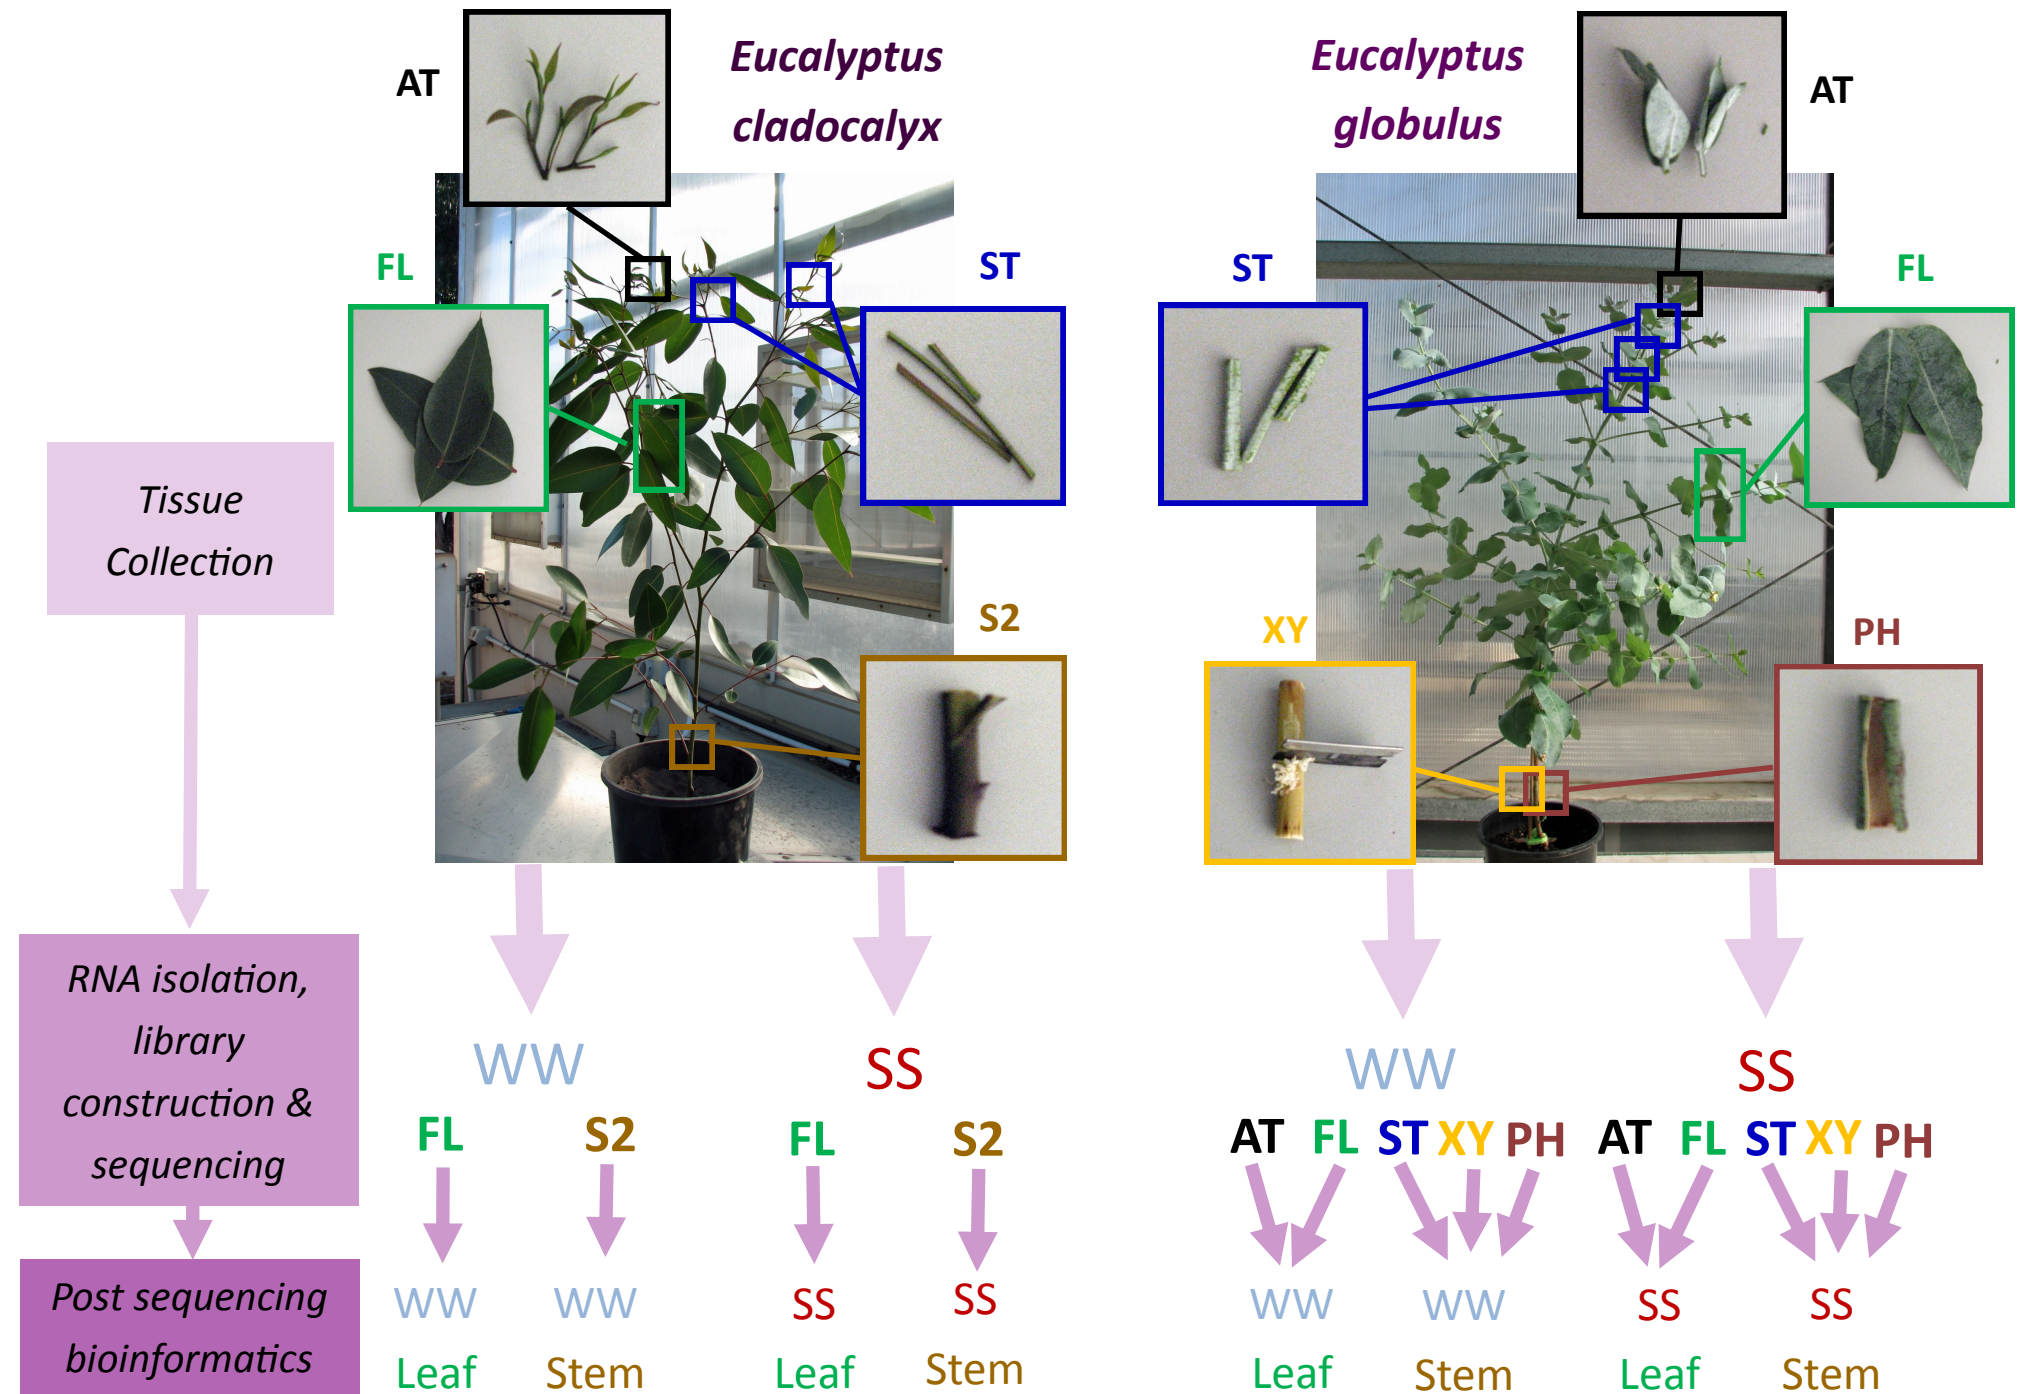 AT
Eucalyptus
cladocalyx
Eucalyptus
globulus
AT
FL
ST
ST
FL
Tissue
Collection
S2
XY
PH
RNA isolation,
library
construction &
sequencing
WW
SS
WW
SS
FL
S2
FL
S2
AT FL ST XY PH AT FL ST XY PH
Post sequencing
bioinformatics
WW
WW
SS
SS
WW
WW
SS
SS
Leaf
Stem
Leaf
Stem
Leaf
Stem
Leaf
Stem